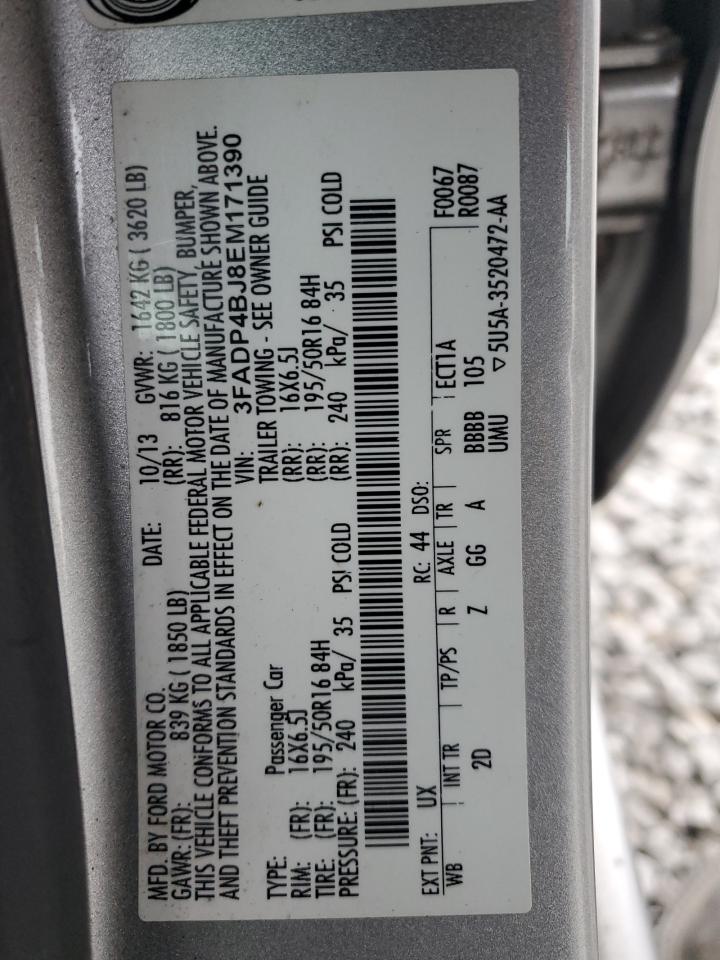 MFD. BY FORD MOTOR CO. DATE: 10/13 GVWR: 1642 KG ( 3620 LB)
GAWR: (FR): 839 KG ( 1850 LB) (RR): 816 KG ( 1800 LB)
THIS VEHICLE CONFORMS TO ALL APPLICABLE FEDERAL MOTOR VEHICLE SAFETY, BUMPER,
AND THEFT PREVENTION STANDARDS IN EFFECT ON THE DATE OF MANUFACTURE SHOWN ABOVE.
VIN: 3FADP4BJ8EM171390
TYPE: Passenger Car TRAILER TOWING - SEE OWNER GUIDE
RIM: (FR): 16X6.5J (RR): 16X6.5J
TIRE: (FR): 195/50R16 84H (RR): 195/50R16 84H
PRESSURE: (FR): 240 kPa/ 35 PSI COLD (RR): 240 kPa/ 35 PSI COLD
EXT PNT: UX RC: 44 DSO: F0067
WB INT TR TP/PS R AXLE TR SPR ECT1A R0087
2D Z GG A BBBB 105
UMU ▽ 5U5A-3520472-AA